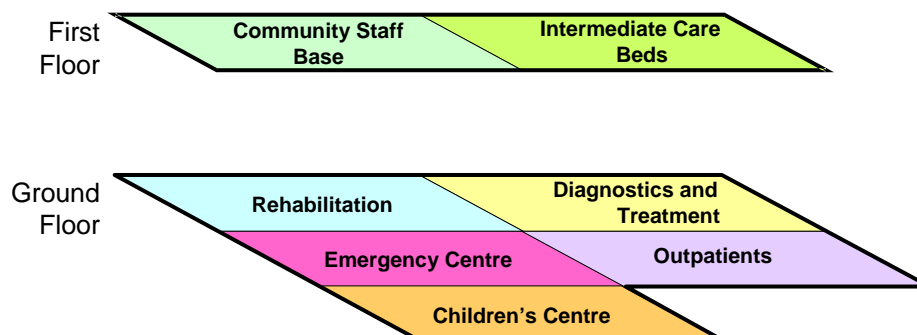 First
Floor
Community Staff
Base
Intermediate Care
Beds
Ground
Floor
Rehabilitation
Diagnostics and
Treatment
Emergency Centre
Outpatients
Children’s Centre